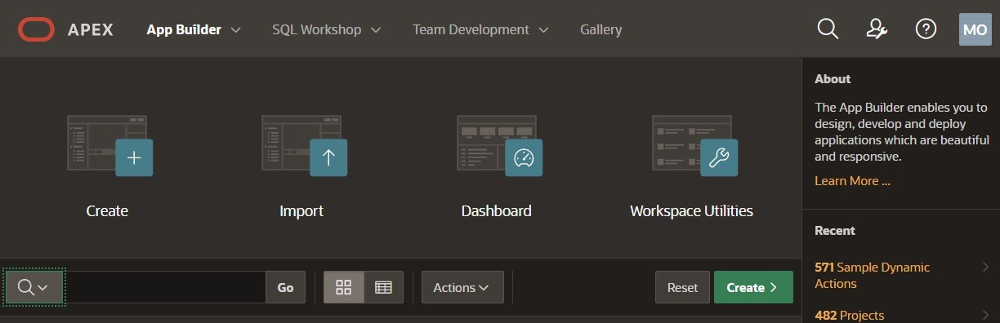 APEX App Builder SQL Workshop Team Development Gallery MO
Create Import Dashboard Workspace Utilities
Go Actions Reset Create
About
The App Builder enables you to
design, develop and deploy
applications which are beautiful
and responsive.
Learn More ...
Recent
571 Sample Dynamic
Actions
482 Projects